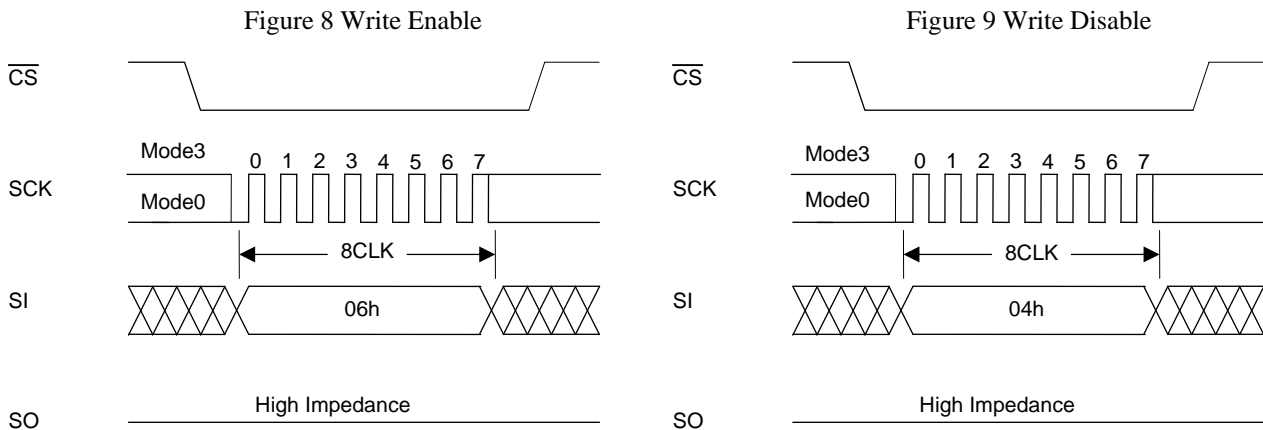 Figure 8 Write Enable
CS
Mode3
0 1 2 3 4 5 6 7
SCK
Mode0
8CLK
SI
06h
High Impedance
SO
Figure 9 Write Disable
CS
Mode3
0 1 2 3 4 5 6 7
SCK
Mode0
8CLK
SI
04h
High Impedance
SO